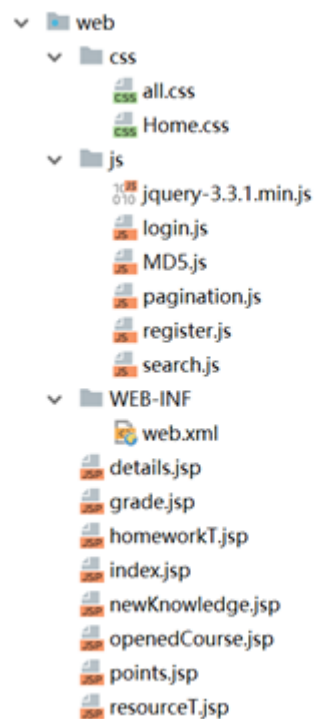 web
css
all.css
Home.css
js
jquery-3.3.1.min.js
login.js
MD5.js
pagination.js
register.js
search.js
WEB-INF
web.xml
details.jsp
grade.jsp
homeworkT.jsp
index.jsp
newKnowledge.jsp
openedCourse.jsp
points.jsp
resourceT.jsp